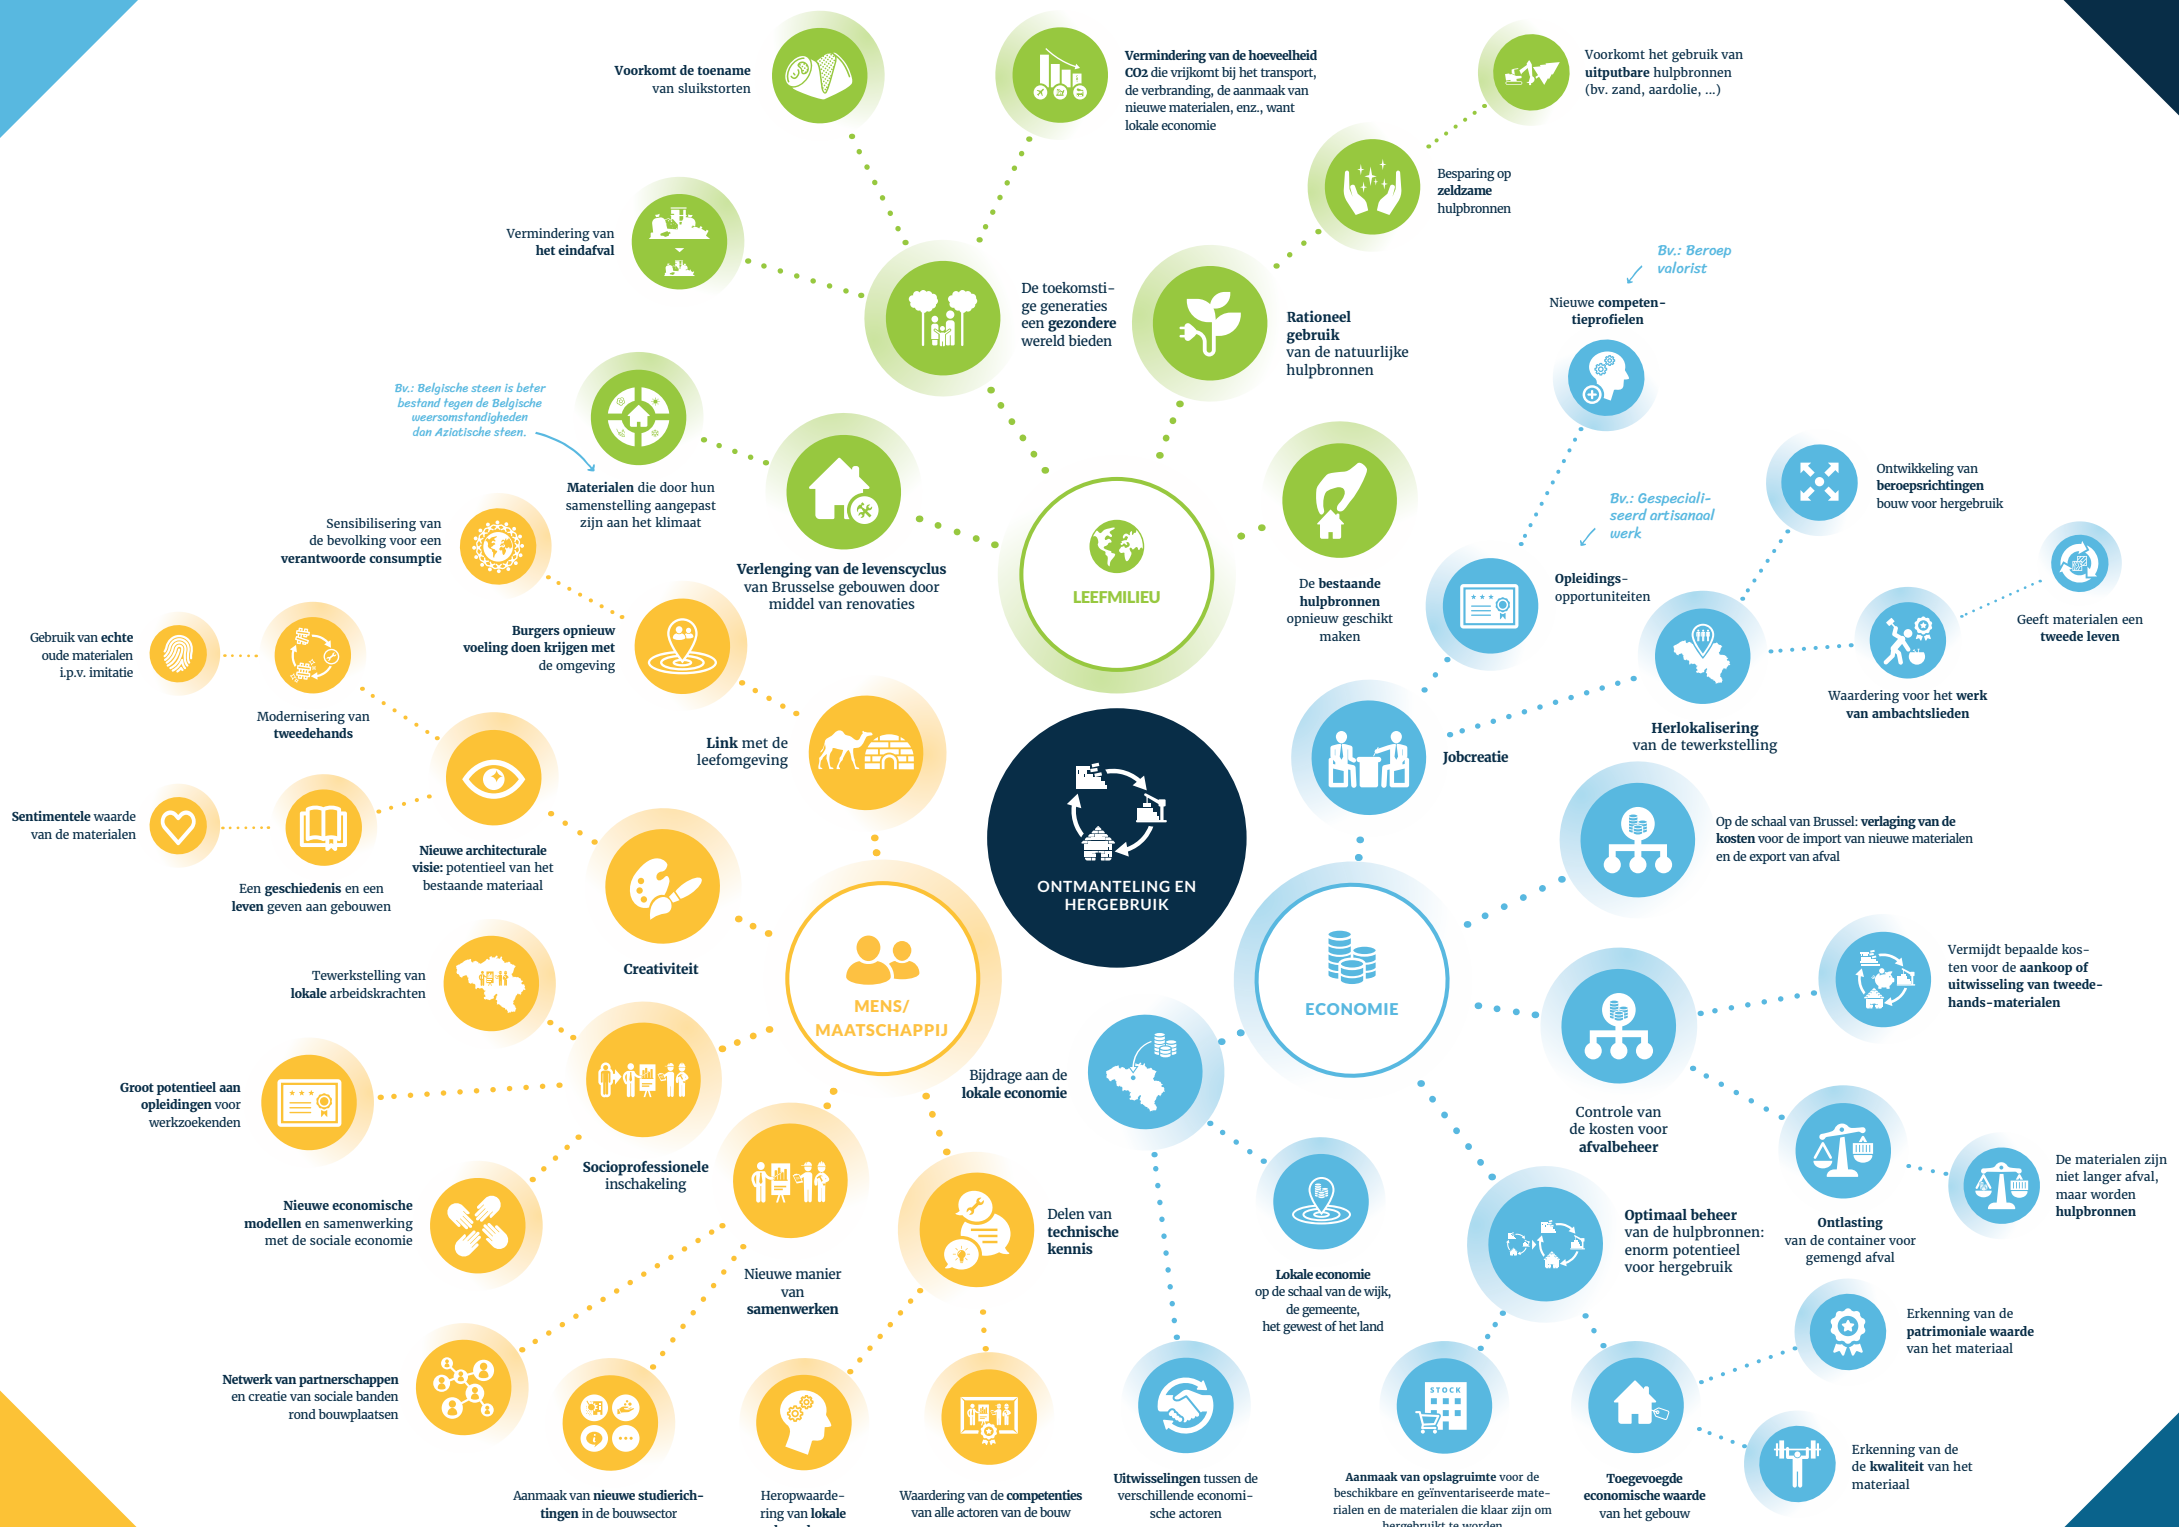 Voorkomt de toename
van sluikstorten
Vermindering van de hoeveelheid
CO2 die vrijkomt bij het transport,
de verbranding, de aanmaak van
nieuwe materialen, enz., want
lokale economie
Voorkomt het gebruik van
uitputbare hulpbronnen
(bv. zand, aardolie, ...)
Besparing op
zeldzame
hulpbronnen
Vermindering van
het eindafval
De toekomsti-
ge generaties
een gezondere
wereld bieden
Rationeel
gebruik
van de natuurlijke
hulpbronnen
Bv.: Beroep
valorist
Nieuwe competen-
tieprofielen
Bv.: Belgische steen is beter
bestand tegen de Belgische
weersomstandigheden
dan Aziatische steen.
Materialen die door hun
samenstelling aangepast
zijn aan het klimaat
Verlenging van de levenscyclus
van Brusselse gebouwen door
middel van renovaties
LEEFMILIEU
De bestaande
hulpbronnen
opnieuw geschikt
maken
Bv.: Gespeciali-
seerd artisanaal
werk
Opleidings-
opportuniteiten
Ontwikkeling van
beroepsrichtingen
bouw voor hergebruik
Geeft materialen een
tweede leven
Waardering voor het werk
van ambachtslieden
Herlokalisering
van de tewerkstelling
Jobcreatie
Sensibilisering van
de bevolking voor een
verantwoorde consumptie
Burgers opnieuw
voeling doen krijgen met
de omgeving
Gebruik van echte
oude materialen
i.p.v. imitatie
Modernisering van
tweedehands
Link met de
leefomgeving
Sentimentele waarde
van de materialen
Een geschiedenis en een
leven geven aan gebouwen
Nieuwe architecturale
visie: potentieel van het
bestaande materiaal
Creativiteit
ONTMANTELING EN
HERGEBRUIK
Op de schaal van Brussel: verlaging van de
kosten voor de import van nieuwe materialen
en de export van afval
Tewerkstelling van
lokale arbeidskrachten
MENS/
MAATSCHAPPIJ
ECONOMIE
Vermijdt bepaalde kos-
ten voor de aankoop of
uitwisseling van tweede-
hands-materialen
Groot potentieel aan
opleidingen voor
werkzoekenden
Bijdrage aan de
lokale economie
Controle van
de kosten voor
afvalbeheer
Socioprofessionele
inschakeling
Nieuwe economische
modellen en samenwerking
met de sociale economie
Delen van
technische
kennis
Nieuwe manier
van
samenwerken
Lokale economie
op de schaal van de wijk,
de gemeente,
het gewest of het land
Optimaal beheer
van de hulpbronnen:
enorm potentieel
voor hergebruik
Ontlasting
van de container voor
gemengd afval
De materialen zijn
niet langer afval,
maar worden
hulpbronnen
Erkenning van de
patrimoniale waarde
van het materiaal
Netwerk van partnerschappen
en creatie van sociale banden
rond bouwplaatsen
STOCK
Erkenning van de
de kwaliteit van het
materiaal
Aanmaak van nieuwe studierich-
tingen in de bouwsector
Heropwaarde-
ring van lokale
Waardering van de competenties
van alle actoren van de bouw
Uitwisselingen tussen de
verschillende economi-
sche actoren
Aanmaak van opslagruimte voor de
beschikbare en geïnventariseerde mate-
rialen en de materialen die klaar zijn om
hergebruikt te worden
Toegevoegde
economische waarde
van het gebouw